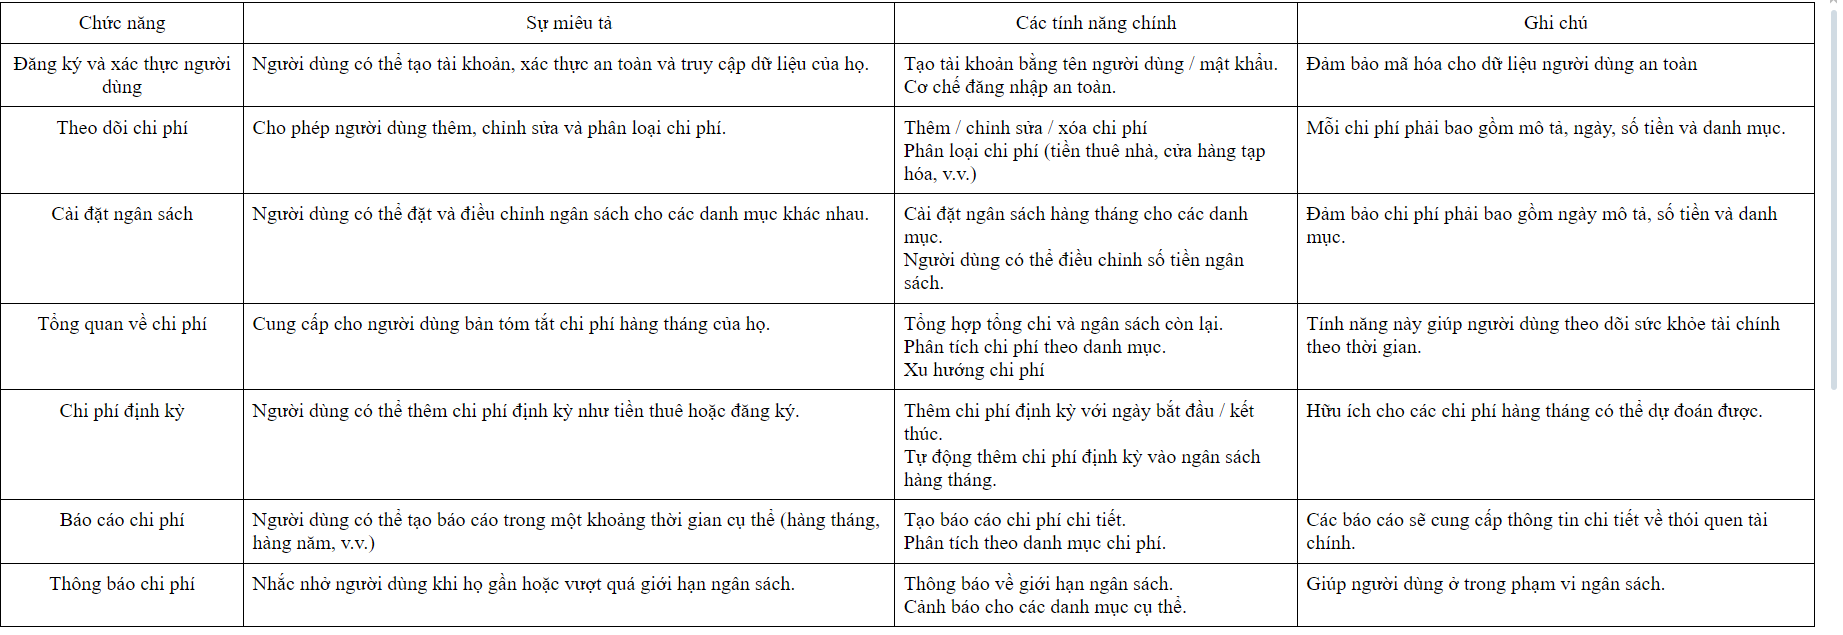 Chức năng
Sự miêu tả
Các tính năng chính
Ghi chú
Đăng ký và xác thực người
dùng
Người dùng có thể tạo tài khoản, xác thực an toàn và truy cập dữ liệu của họ.
Tạo tài khoản bằng tên người dùng / mật khẩu.
Cơ chế đăng nhập an toàn.
Đảm bảo mã hóa cho dữ liệu người dùng an toàn
Theo dõi chi phí
Cho phép người dùng thêm, chỉnh sửa và phân loại chi phí.
Thêm / chỉnh sửa / xóa chi phí
Phân loại chi phí (tiền thuê nhà, cửa hàng tạp
hóa, v.v.)
Mỗi chi phí phải bao gồm mô tả, ngày, số tiền và danh mục.
Cài đặt ngân sách
Người dùng có thể đặt và điều chỉnh ngân sách cho các danh mục khác nhau.
Cài đặt ngân sách hàng tháng cho các danh
mục.
Người dùng có thể điều chỉnh số tiền ngân
sách.
Đảm bảo chi phí phải bao gồm ngày mô tả, số tiền và danh
mục.
Tổng quan về chi phí
Cung cấp cho người dùng bản tóm tắt chi phí hàng tháng của họ.
Tổng hợp tổng chi và ngân sách còn lại.
Phân tích chi phí theo danh mục.
Xu hướng chi phí
Tính năng này giúp người dùng theo dõi sức khỏe tài chính
theo thời gian.
Chi phí định kỳ
Người dùng có thể thêm chi phí định kỳ như tiền thuê hoặc đăng ký.
Thêm chi phí định kỳ với ngày bắt đầu / kết
thúc.
Tự động thêm chi phí định kỳ vào ngân sách
hàng tháng.
Hữu ích cho các chi phí hàng tháng có thể dự đoán được.
Báo cáo chi phí
Người dùng có thể tạo báo cáo trong một khoảng thời gian cụ thể (hàng tháng,
hàng năm, v.v.)
Tạo báo cáo chi phí chi tiết.
Phân tích theo danh mục chi phí.
Các báo cáo sẽ cung cấp thông tin chi tiết về thói quen tài
chính.
Thông báo chi phí
Nhắc nhở người dùng khi họ gần hoặc vượt quá giới hạn ngân sách.
Thông báo về giới hạn ngân sách.
Cảnh báo cho các danh mục cụ thể.
Giúp người dùng ở trong phạm vi ngân sách.